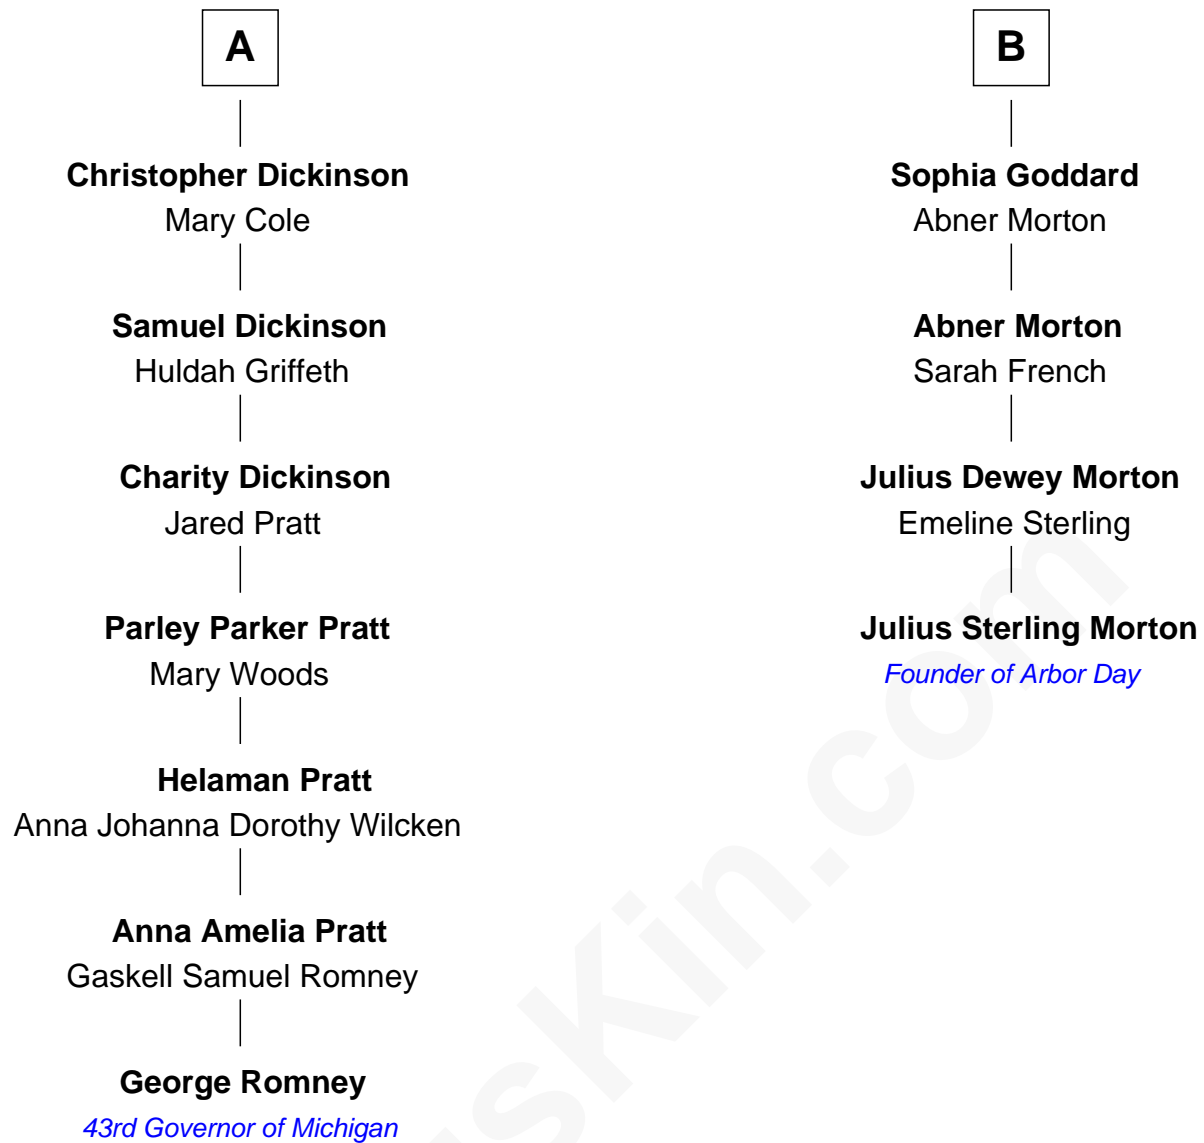 A
Christopher Dickinson
Mary Cole
Samuel Dickinson
Huldah Griffeth
Charity Dickinson
Jared Pratt
Parley Parker Pratt
Mary Woods
Helaman Pratt
Anna Johanna Dorothy Wilcken
Anna Amelia Pratt
Gaskell Samuel Romney
George Romney
43rd Governor of Michigan
B
Sophia Goddard
Abner Morton
Abner Morton
Sarah French
Julius Dewey Morton
Emeline Sterling
Julius Sterling Morton
Founder of Arbor Day
usKin.com